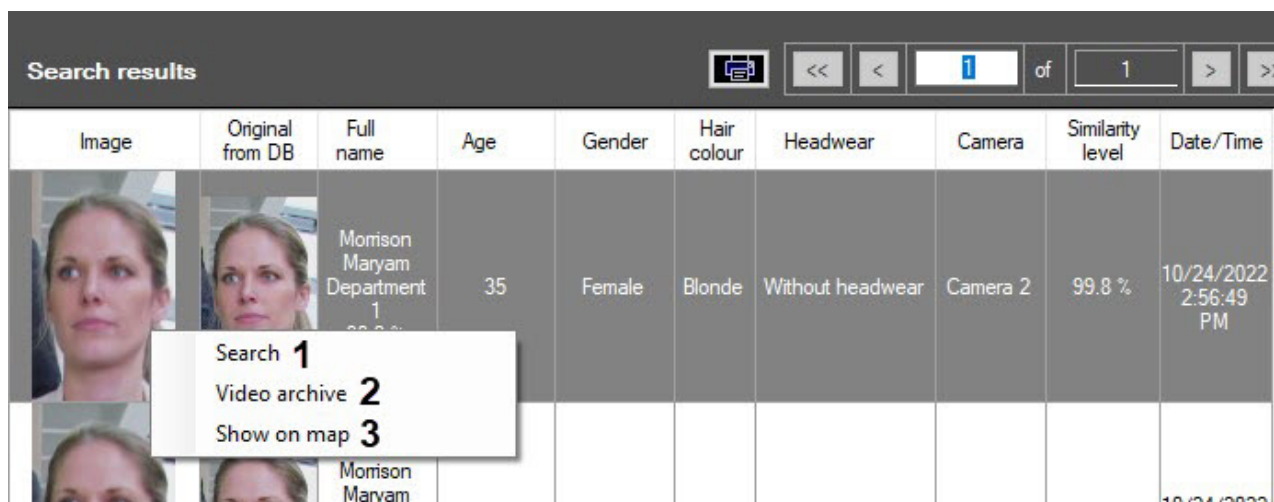 Search results
<<
<
1
of
1
>
Image
Original
from DB
Full
name
Age
Gender
Hair
colour
Headwear
Camera
Similarity
level
Date/Time
Morrison
Maryam
Department
1
35
Female
Blonde
Without headwear
Camera 2
99.8 %
10/24/2022
2:56:49
PM
Search 1
Video archive 2
Show on map 3
Morrison
Maryam